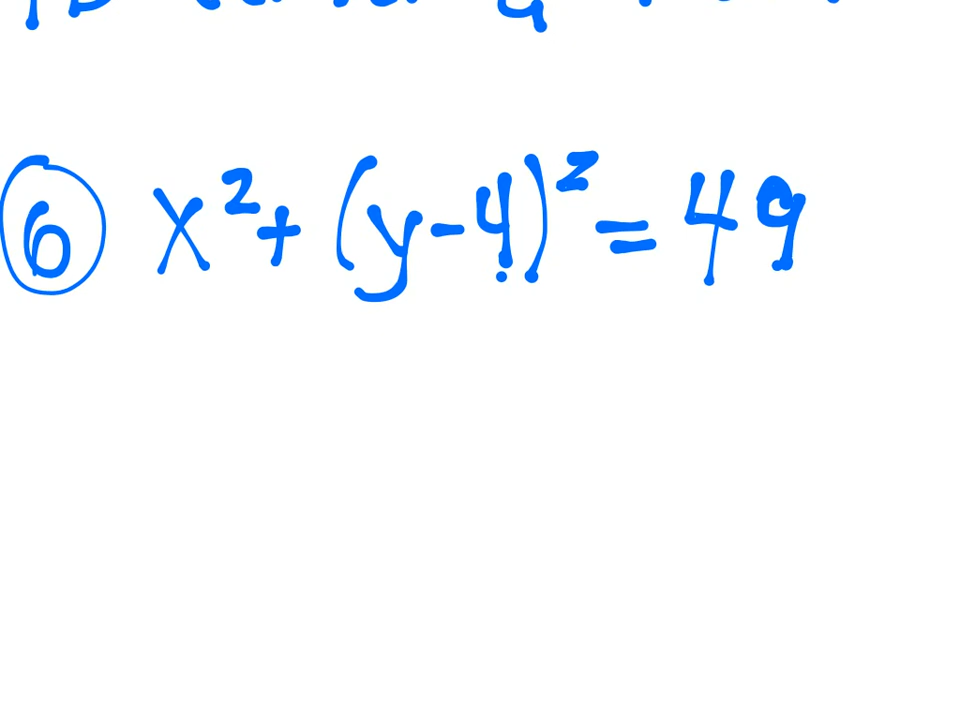 ⑥ x² + (y-4)² = 49